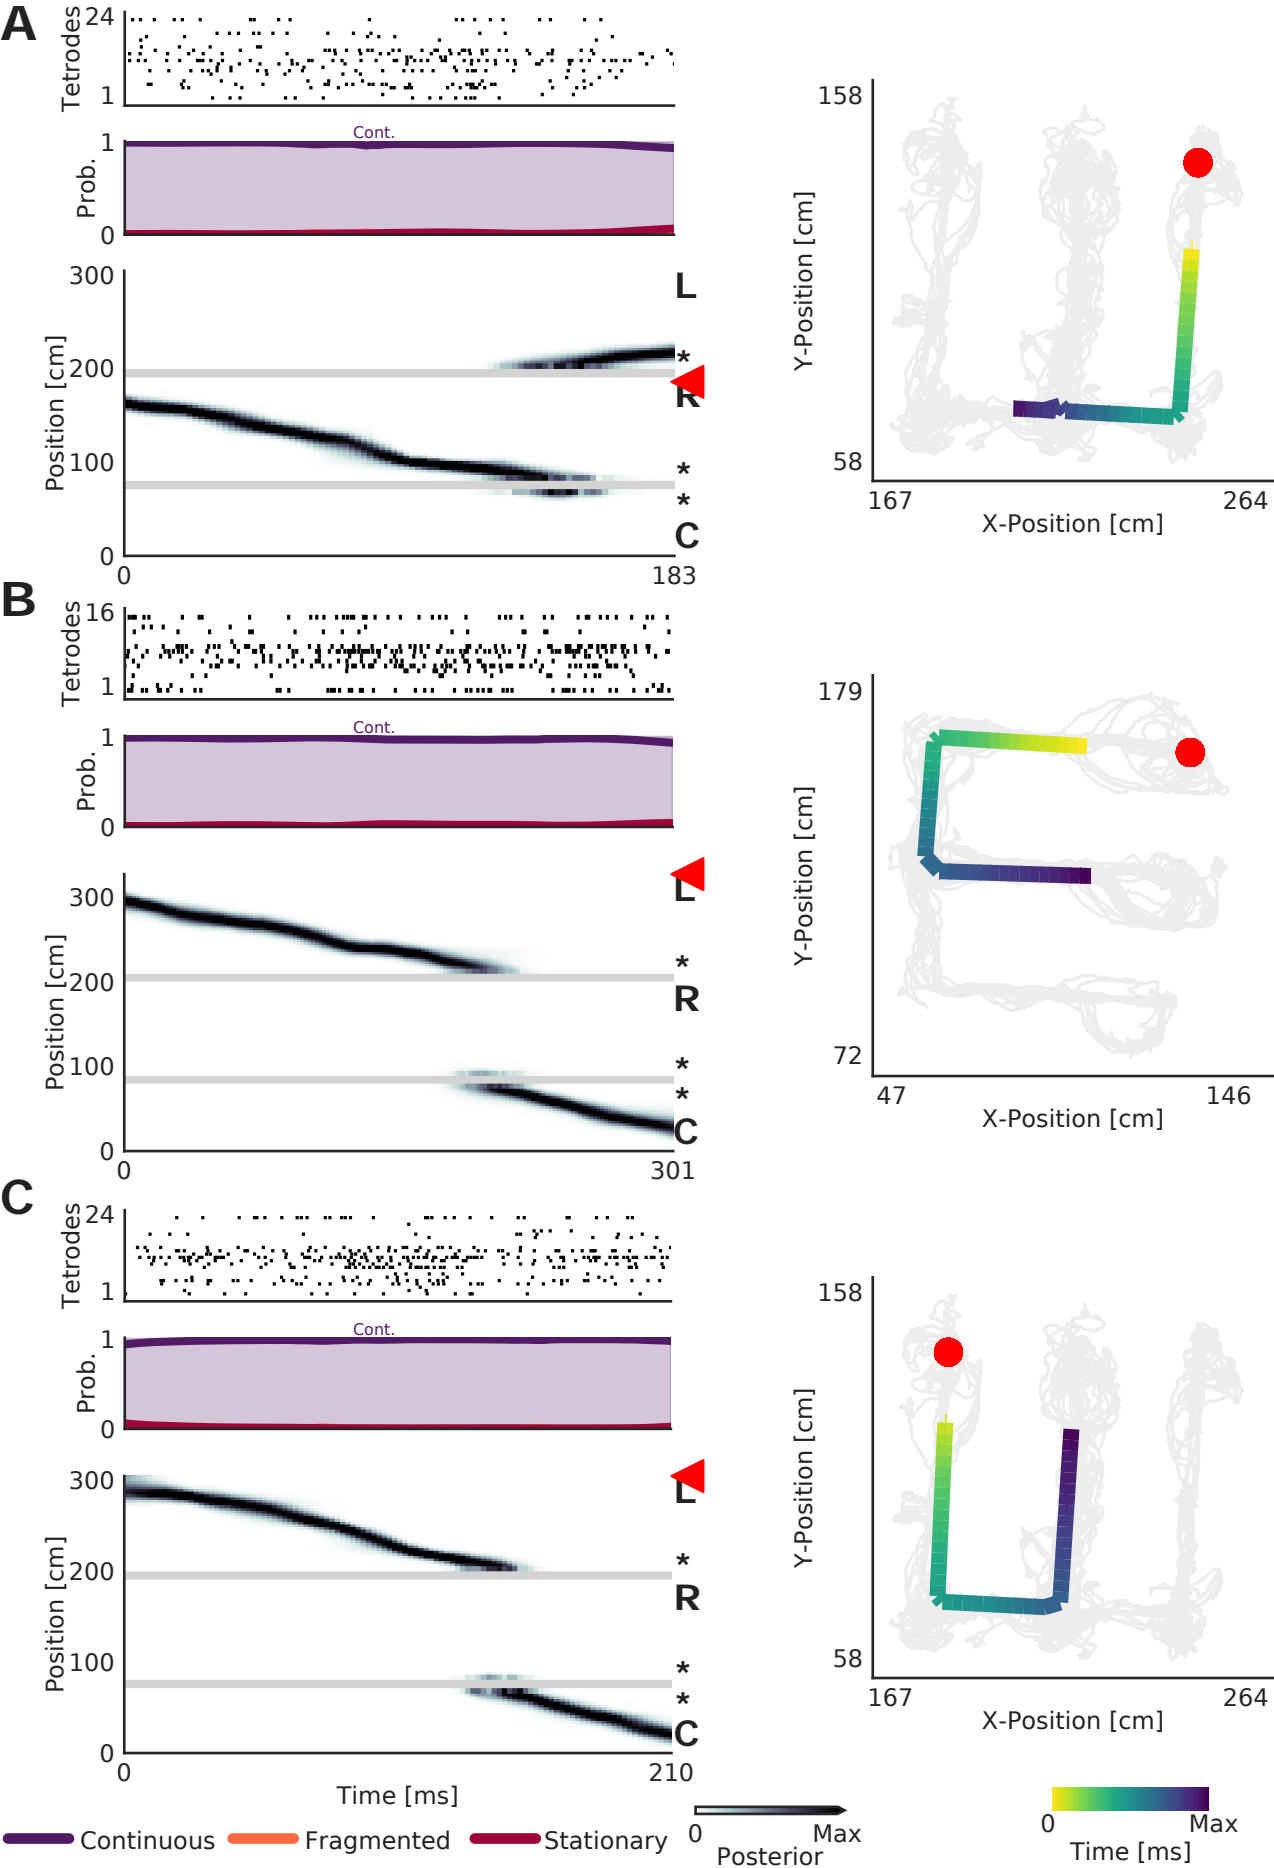 A
24
Tetrodes
1
Cont.
1
Prob.
0
300
L
*
200
R
Position [cm]
100
*
*
C
0
0
183
158
Y-Position [cm]
58
167
264
X-Position [cm]
B
16
Tetrodes
1
Cont.
1
Prob.
0
300
L
*
200
R
Position [cm]
100
*
*
C
0
0
301
179
Y-Position [cm]
72
47
146
X-Position [cm]
C
24
Tetrodes
1
Cont.
1
Prob.
0
300
L
*
200
R
Position [cm]
100
*
*
C
0
0
210
Time [ms]
158
Y-Position [cm]
58
167
264
X-Position [cm]
Continuous
Fragmented
Stationary
0
Max
Posterior
0
Max
Time [ms]